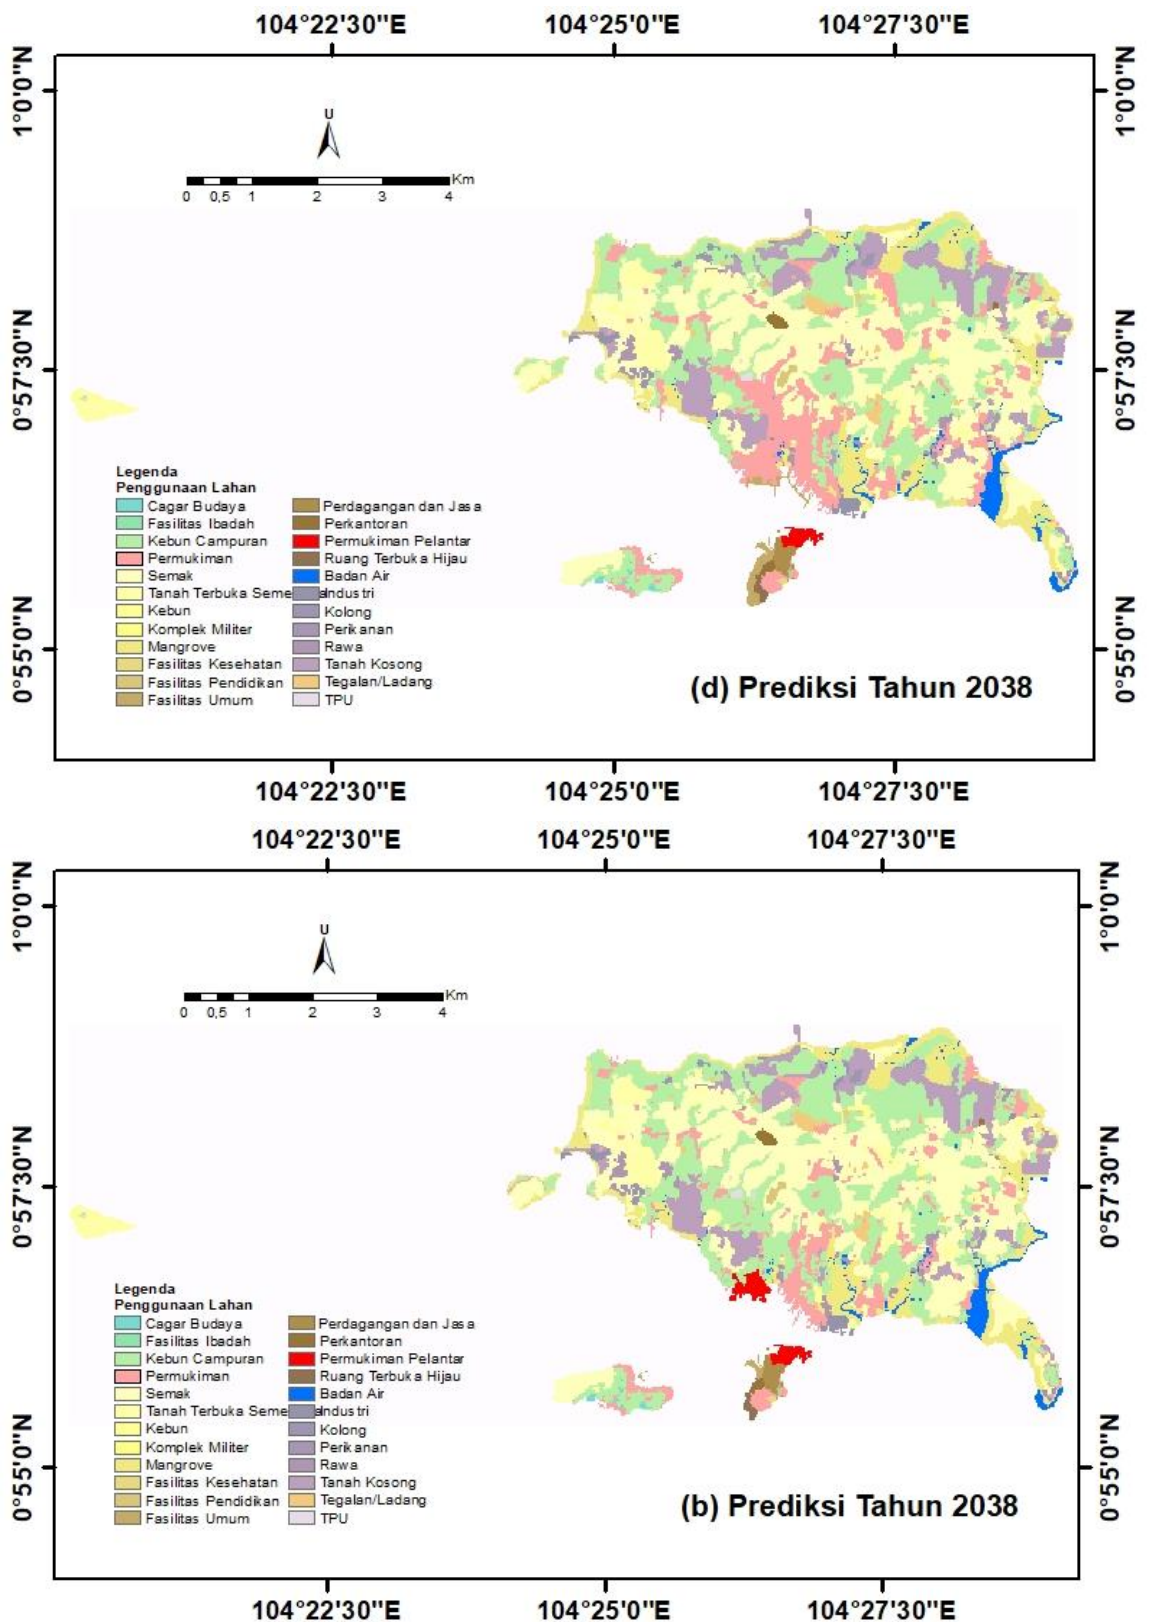 104°22'30"E 104°25'0"E 104°27'30"E
1°0'0"N 1°0'0"N
U
Km
0 0,5 1 2 3 4
0°57'30"N 0°57'30"N
Legenda
Penggunaan Lahan
Cagar Budaya
Fasilitas Ibadah
Kebun Campuran
Permukiman
Semak
Tanah Terbuka Seme
Kebun
Komplek Militer
Mangrove
Fasilitas Kesehatan
Fasilitas Pendidikan
Fasilitas Umum
Perdagangan dan Jasa
Perkantoran
Permukiman Pelantar
Ruang Terbuka Hijau
Badan Air
Industri
Kolong
Perikanan
Rawa
Tanah Kosong
Tegalan/Ladang
TPU
0°55'0"N 0°55'0"N
(d) Prediksi Tahun 2038
104°22'30"E 104°25'0"E 104°27'30"E
104°22'30"E 104°25'0"E 104°27'30"E
1°0'0"N 1°0'0"N
U
Km
0 0,5 1 2 3 4
0°57'30"N 0°57'30"N
Legenda
Penggunaan Lahan
Cagar Budaya
Fasilitas Ibadah
Kebun Campuran
Permukiman
Semak
Tanah Terbuka Seme
Kebun
Komplek Militer
Mangrove
Fasilitas Kesehatan
Fasilitas Pendidikan
Fasilitas Umum
Perdagangan dan Jasa
Perkantoran
Permukiman Pelantar
Ruang Terbuka Hijau
Badan Air
Industri
Kolong
Perikanan
Rawa
Tanah Kosong
Tegalan/Ladang
TPU
0°55'0"N 0°55'0"N
(b) Prediksi Tahun 2038
104°22'30"E 104°25'0"E 104°27'30"E